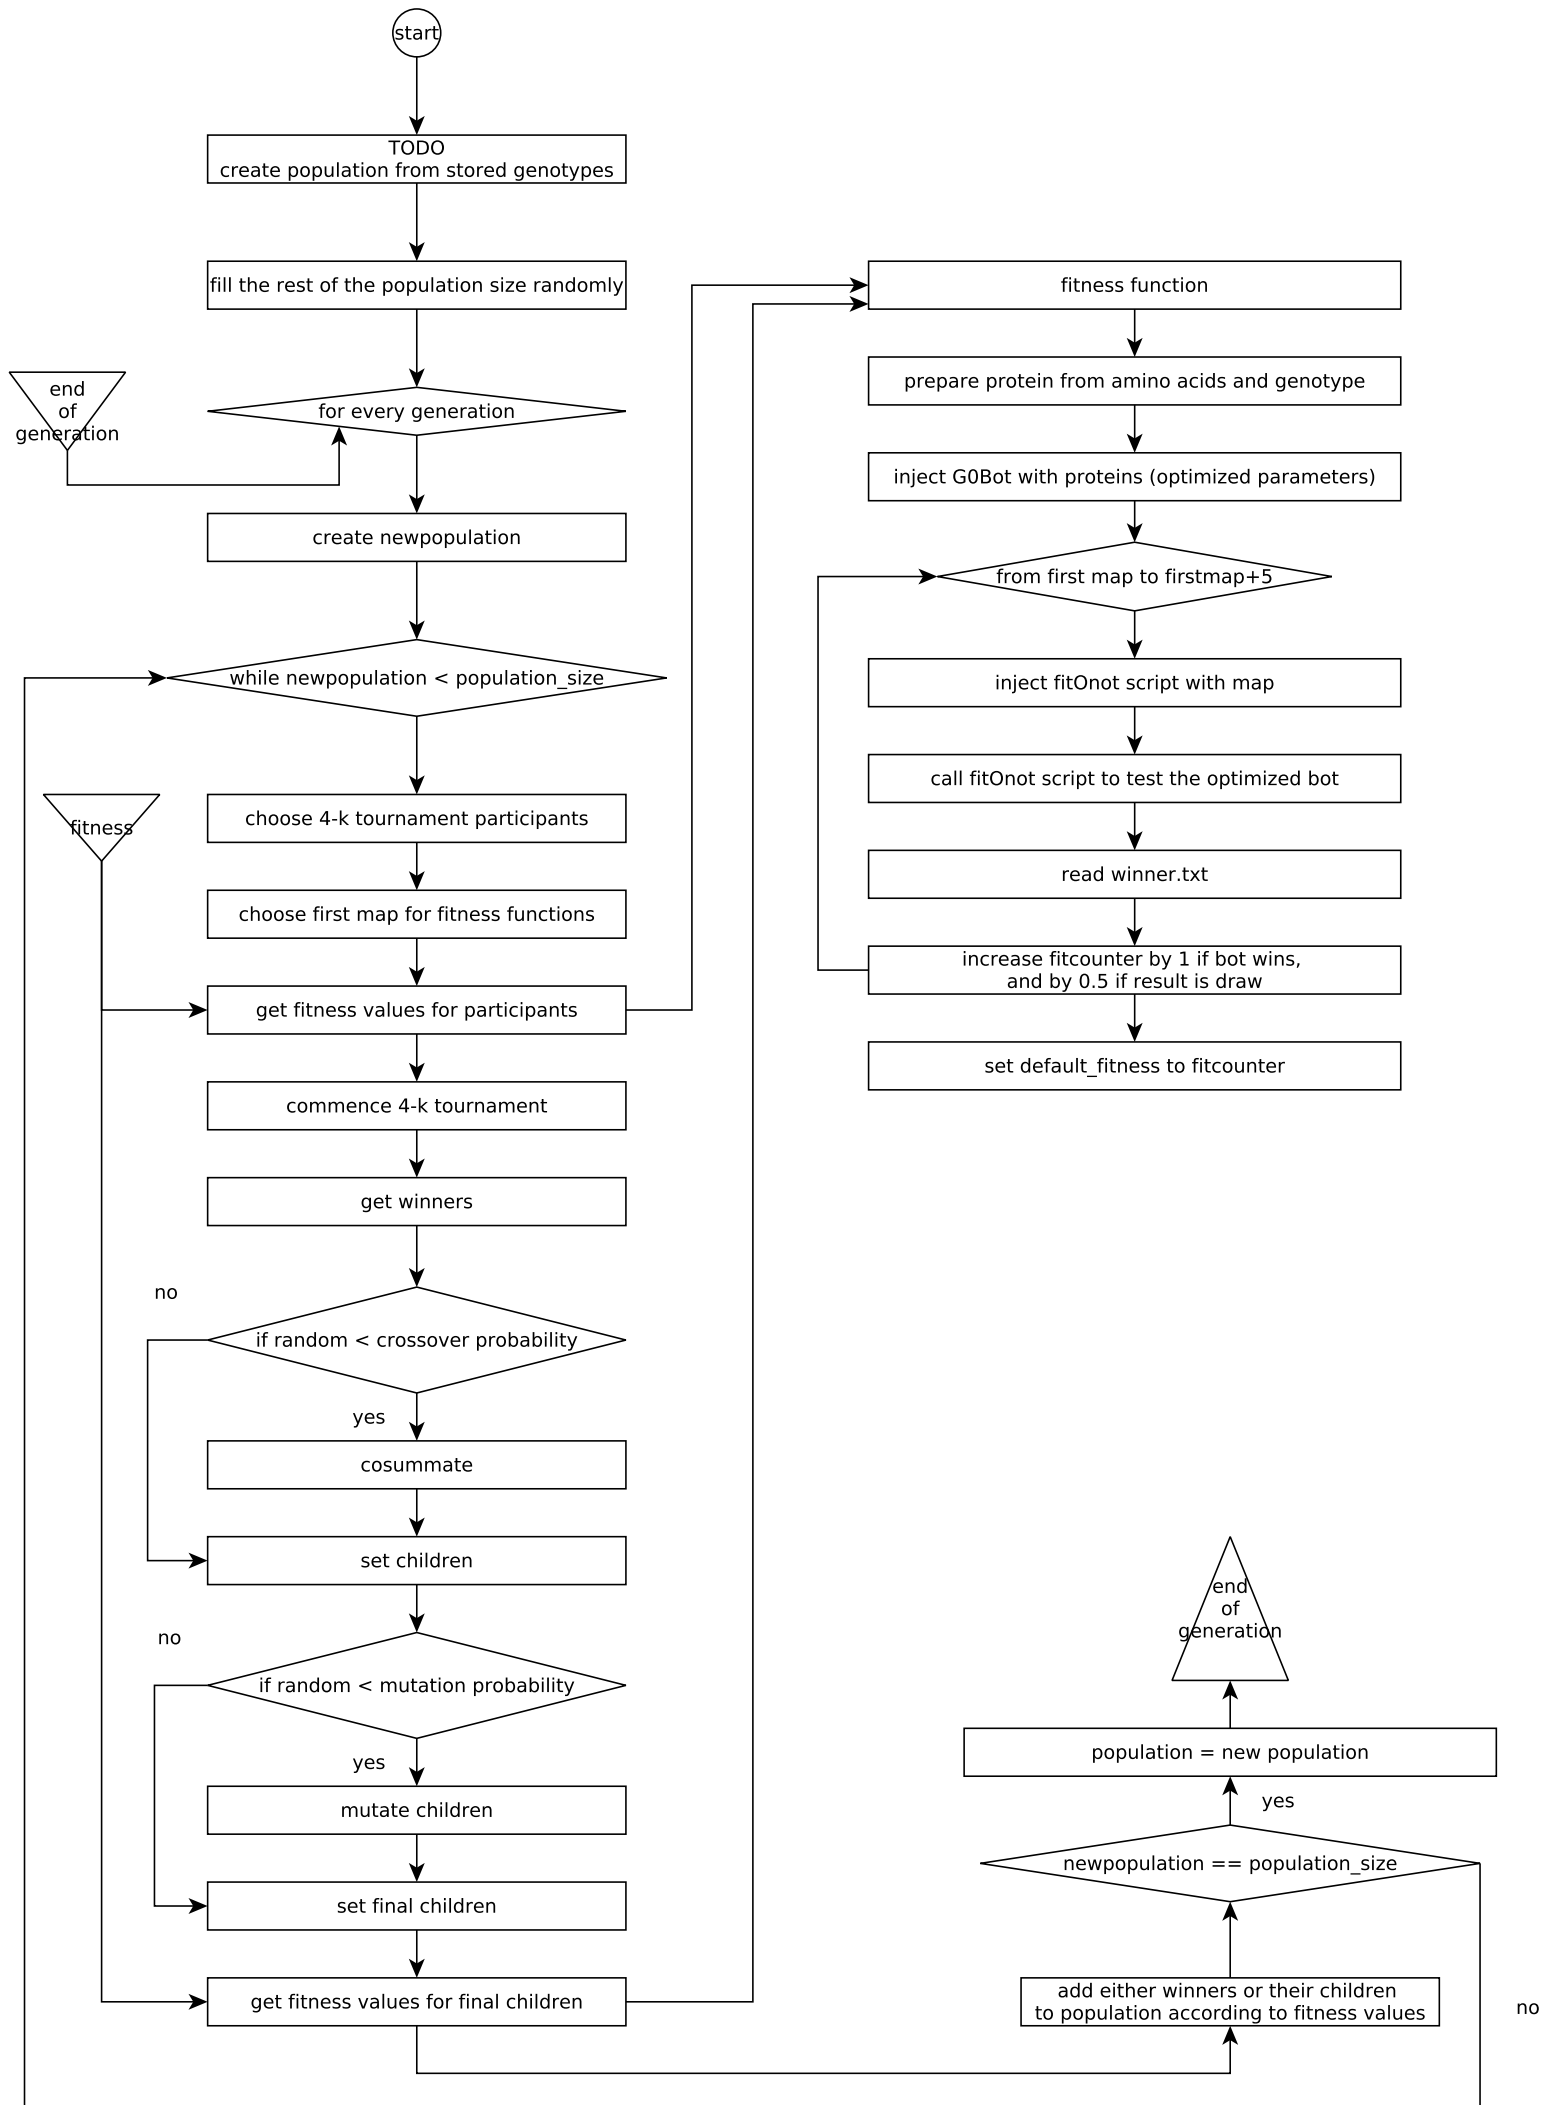 start
TODO
create population from stored genotypes
fill the rest of the population size randomly
end
of
generation
for every generation
create newpopulation
while newpopulation < population_size
fitness
choose 4-k tournament participants
choose first map for fitness functions
get fitness values for participants
commence 4-k tournament
get winners
no
if random < crossover probability
yes
cosummate
set children
no
if random < mutation probability
yes
mutate children
set final children
get fitness values for final children
fitness function
prepare protein from amino acids and genotype
inject G0Bot with proteins (optimized parameters)
from first map to firstmap+5
inject fitOnot script with map
call fitOnot script to test the optimized bot
read winner.txt
increase fitcounter by 1 if bot wins,
and by 0.5 if result is draw
set default_fitness to fitcounter
end
of
generation
population = new population
yes
newpopulation == population_size
add either winners or their children
to population according to fitness values
no